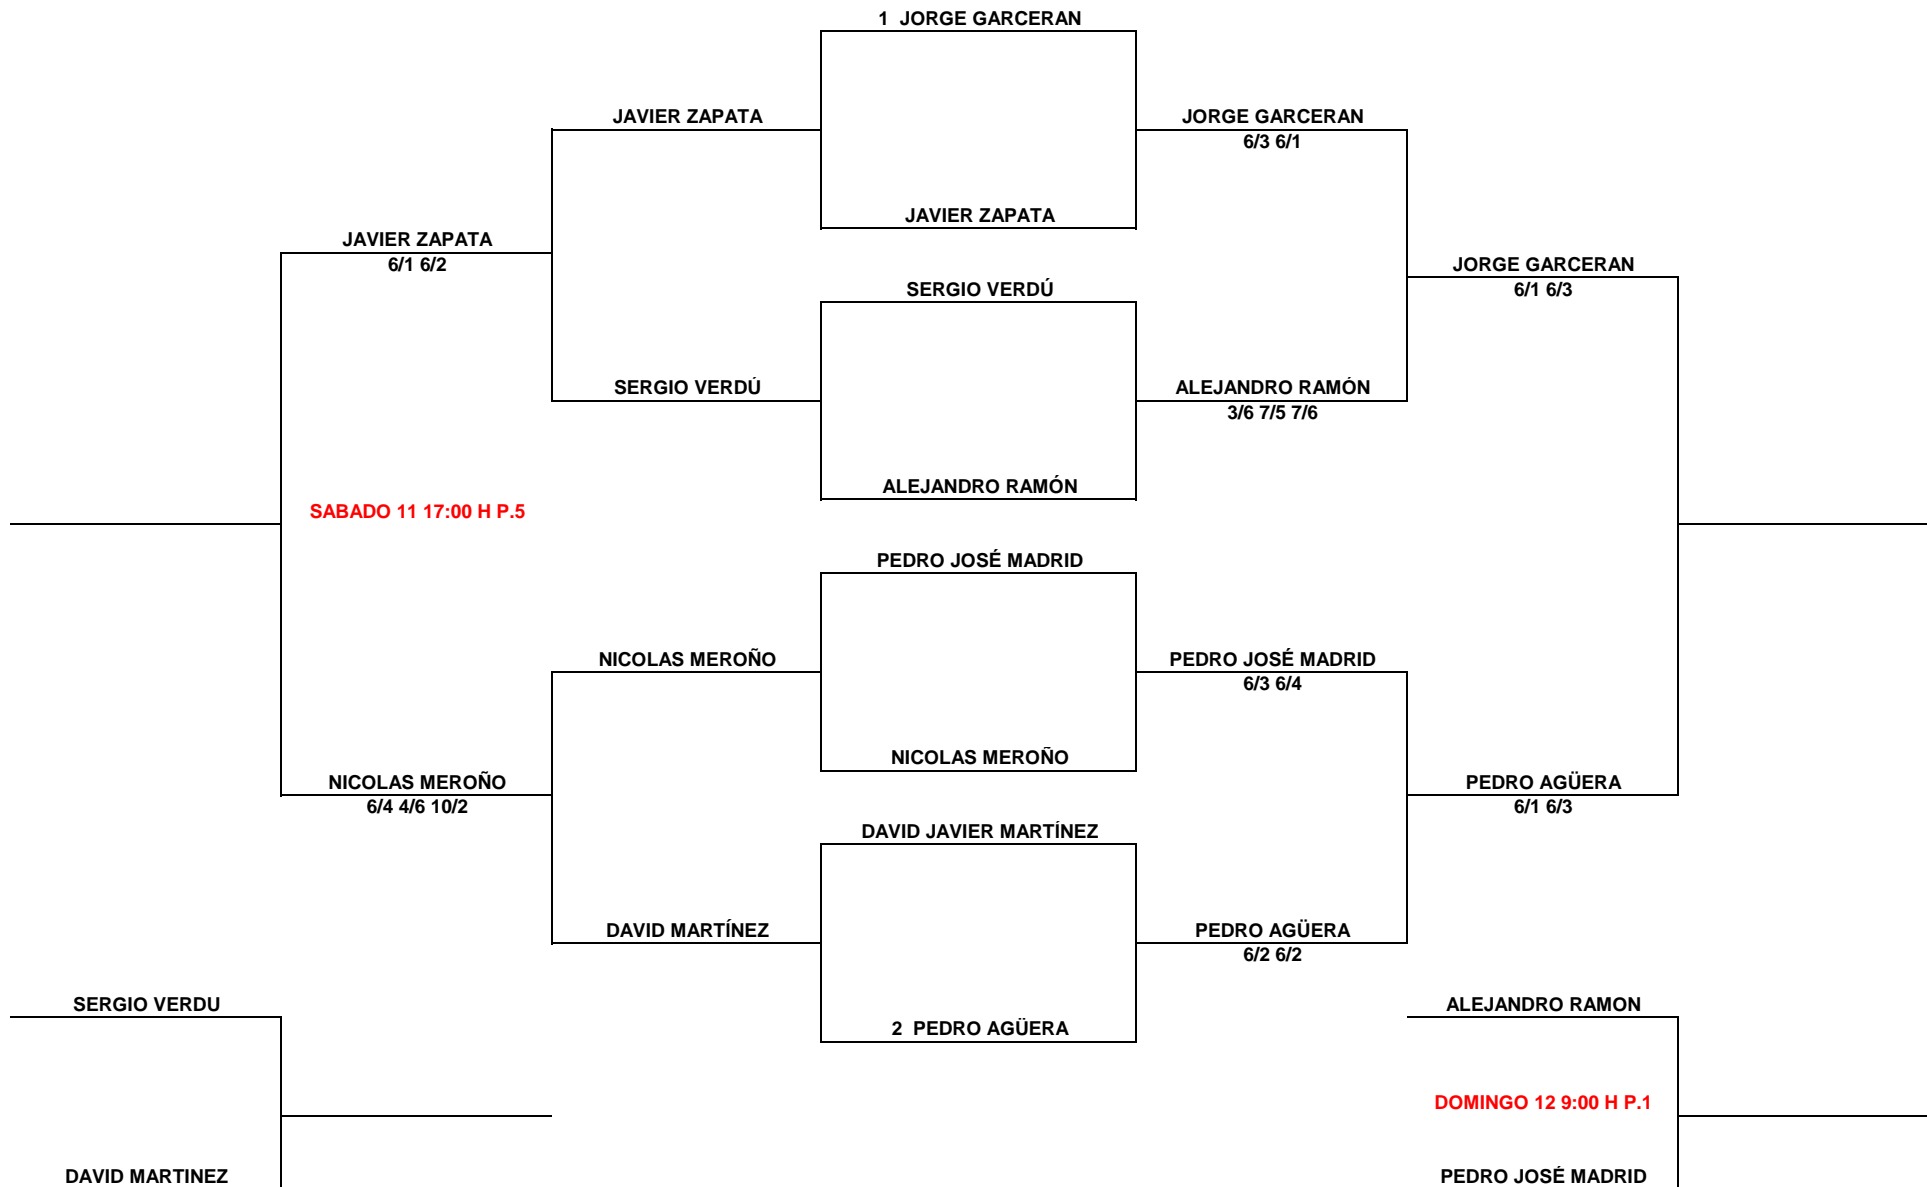 1 JORGE GARCERAN
JAVIER ZAPATA
JORGE GARCERAN
6/3 6/1
JAVIER ZAPATA
JAVIER ZAPATA
6/1 6/2
JORGE GARCERAN
6/1 6/3
SERGIO VERDÚ
SERGIO VERDÚ
ALEJANDRO RAMÓN
3/6 7/5 7/6
ALEJANDRO RAMÓN
SABADO 11 17:00 H P.5
PEDRO JOSÉ MADRID
NICOLAS MEROÑO
PEDRO JOSÉ MADRID
6/3 6/4
NICOLAS MEROÑO
NICOLAS MEROÑO
6/4 4/6 10/2
PEDRO AGÜERA
6/1 6/3
DAVID JAVIER MARTÍNEZ
DAVID MARTÍNEZ
PEDRO AGÜERA
6/2 6/2
SERGIO VERDU
ALEJANDRO RAMON
2 PEDRO AGÜERA
DOMINGO 12 9:00 H P.1
DAVID MARTINEZ
PEDRO JOSÉ MADRID